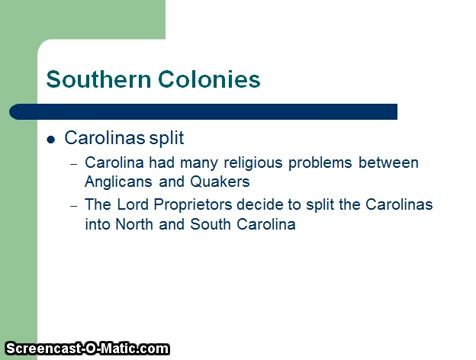 Southern Colonies
Carolinas split
– Carolina had many religious problems between
Anglicans and Quakers
– The Lord Proprietors decide to split the Carolinas
into North and South Carolina
Screencast-O-Matic.com